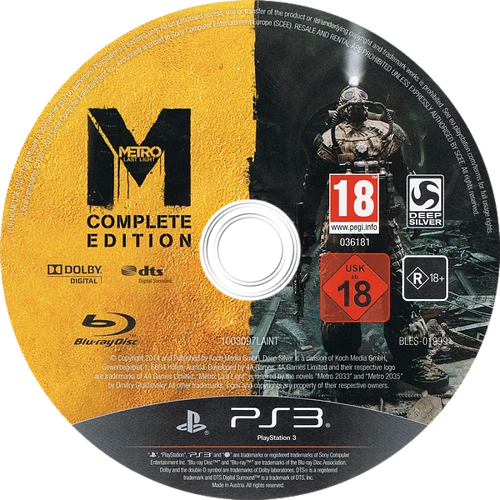 METRO
LAST LIGHT
COMPLETE
EDITION
DOLBY
DIGITAL
dts
Digital Surround
Blu-ray Disc
18
www.pegi.info
036181
DEEP
SILVER
USK
ab
18
R 18+
1003097LAINT
BLES-01999
© Copyright 2014 and Published by Koch Media GmbH. Deep Silver is a division of Koch Media GmbH,
Gewerbegebiet 1, 6604 Höfen, Austria. Developed by 4A Games. 4A Games Limited and their respective logo
are trademarks of 4A Games Limited. "Metro: Last Light" is inspired by the novels "Metro 2033" and "Metro 2035"
by Dmitry Glukhovsky. All other trademarks, logos and copyrights are property of their respective owners.
PS3
PlayStation 3
"PlayStation", "PS3" and " " are trademarks or registered trademarks of Sony Computer
Entertainment Inc. "Blu-ray Disc™" and "Blu-ray™" are trademarks of the Blu-ray Disc Association.
Dolby and the double-D symbol are trademarks of Dolby laboratories. DTS is a registered
trademark and DTS Digital Surround™ is a trademark of DTS, Inc.
Made in Austria. All rights reserved.